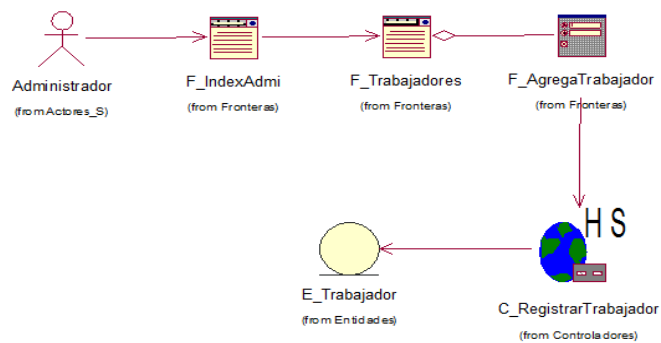 Administrador
(from Actores_S)
F_IndexAdmi
(from Fronteras)
F_Trabajadores
(from Fronteras)
F_AgregaTrabajador
(from Fronteras)
H S
E_Trabajador
(from Entidades)
C_RegistrarTrabajador
(from Controladores)